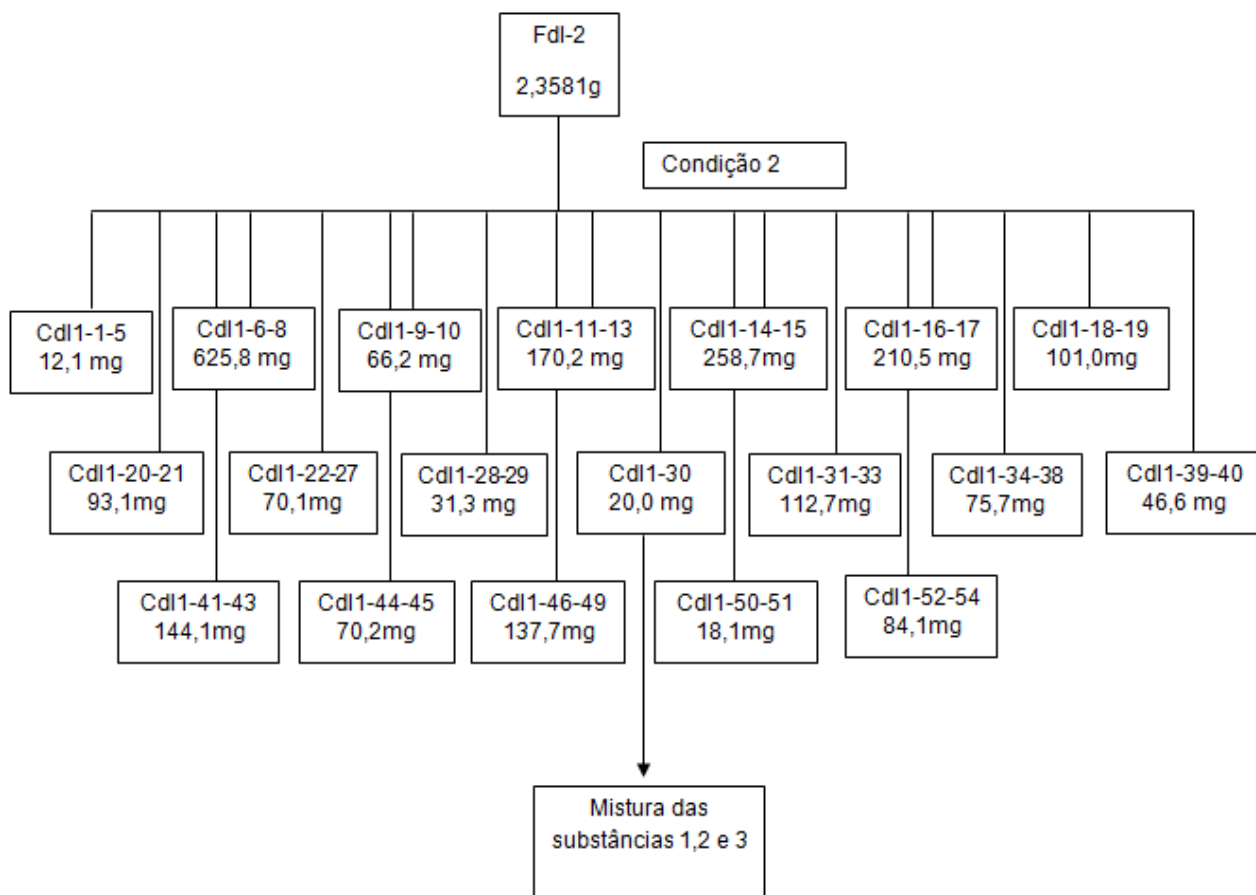 Fdl-2
2,3581g
Condição 2
Cdl1-1-5
12,1 mg
Cdl1-6-8
625,8 mg
Cdl1-9-10
66,2 mg
Cdl1-11-13
170,2 mg
Cdl1-14-15
258,7mg
Cdl1-16-17
210,5 mg
Cdl1-18-19
101,0mg
Cdl1-20-21
93,1mg
Cdl1-22-27
70,1mg
Cdl1-28-29
31,3 mg
Cdl1-30
20,0 mg
Cdl1-31-33
112,7mg
Cdl1-34-38
75,7mg
Cdl1-39-40
46,6 mg
Cdl1-41-43
144,1mg
Cdl1-44-45
70,2mg
Cdl1-46-49
137,7mg
Cdl1-50-51
18,1mg
Cdl1-52-54
84,1mg
Mistura das
substâncias 1,2 e 3